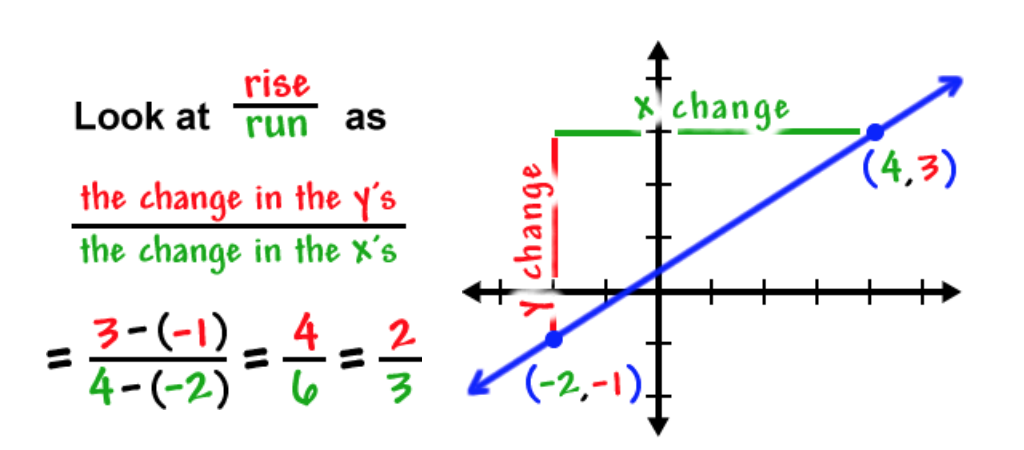 Look at rise/run as
the change in the y's
the change in the x's
= 3-(-1)/4-(-2) = 4/6 = 2/3
x change
y change
(4,3)
(-2,-1)